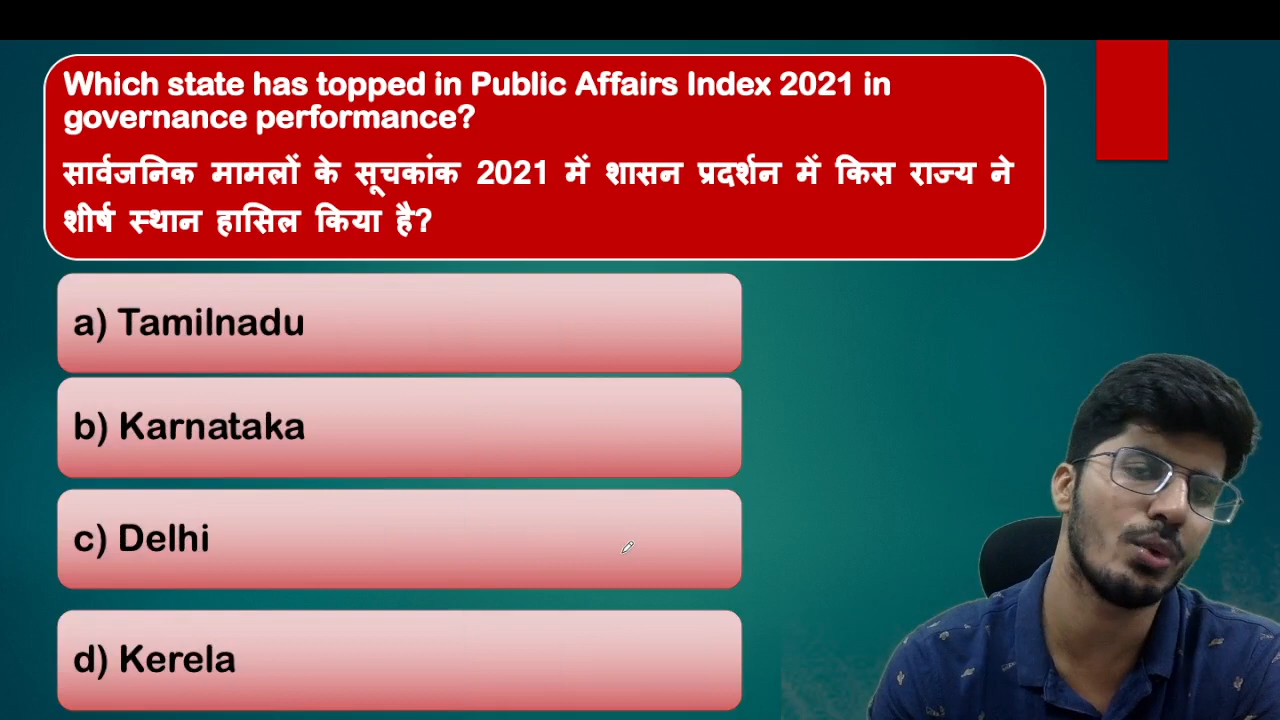 Which state has topped in Public Affairs Index 2021 in
governance performance?
सार्वजनिक मामलों के सूचकांक 2021 में शासन प्रदर्शन में किस राज्य ने
शीर्ष स्थान हासिल किया है?
a) Tamilnadu
b) Karnataka
c) Delhi
d) Kerela